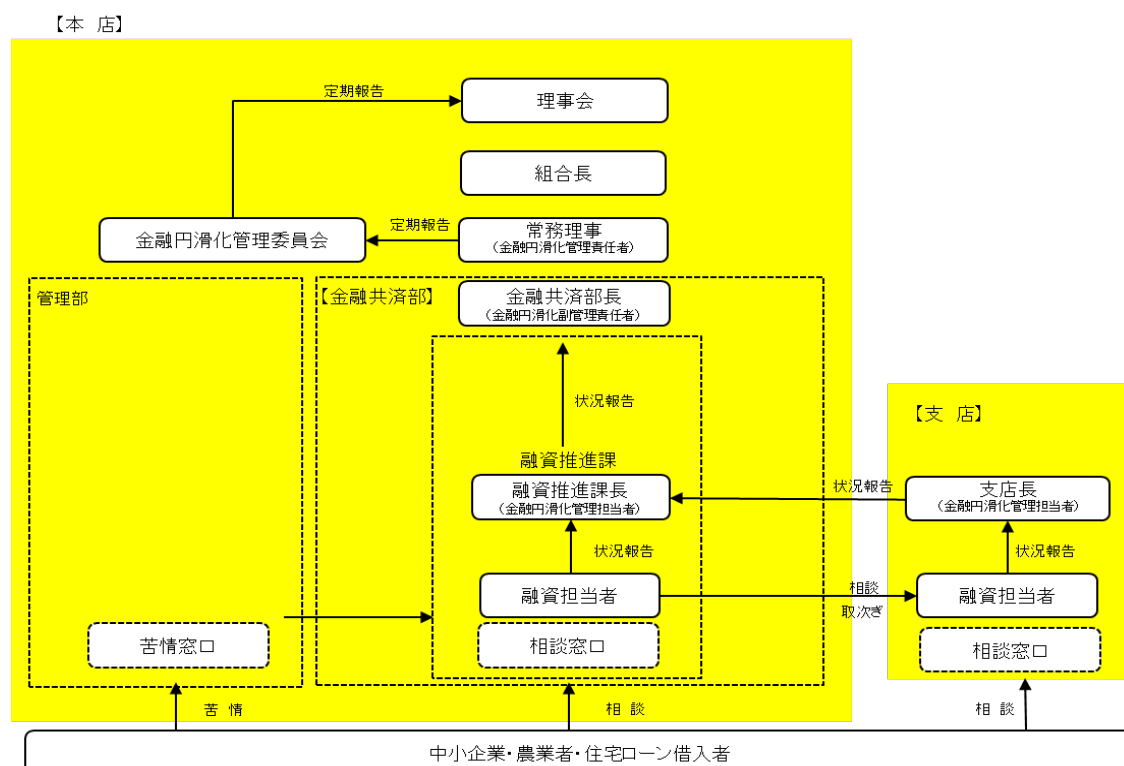 【本 店】
定期報告
理事会
組合長
定期報告
金融円滑化管理委員会
常務理事
(金融円滑化管理責任者)
管理部
【金融共済部】
金融共済部長
(金融円滑化副管理責任者)
状況報告
【支 店】
融資推進課
融資推進課長
(金融円滑化管理担当者)
状況報告
支店長
(金融円滑化管理担当者)
状況報告
状況報告
融資担当者
相談
取次ぎ
融資担当者
苦情窓口
相談窓口
相談窓口
苦 情
相 談
相 談
中小企業・農業者・住宅ローン借入者